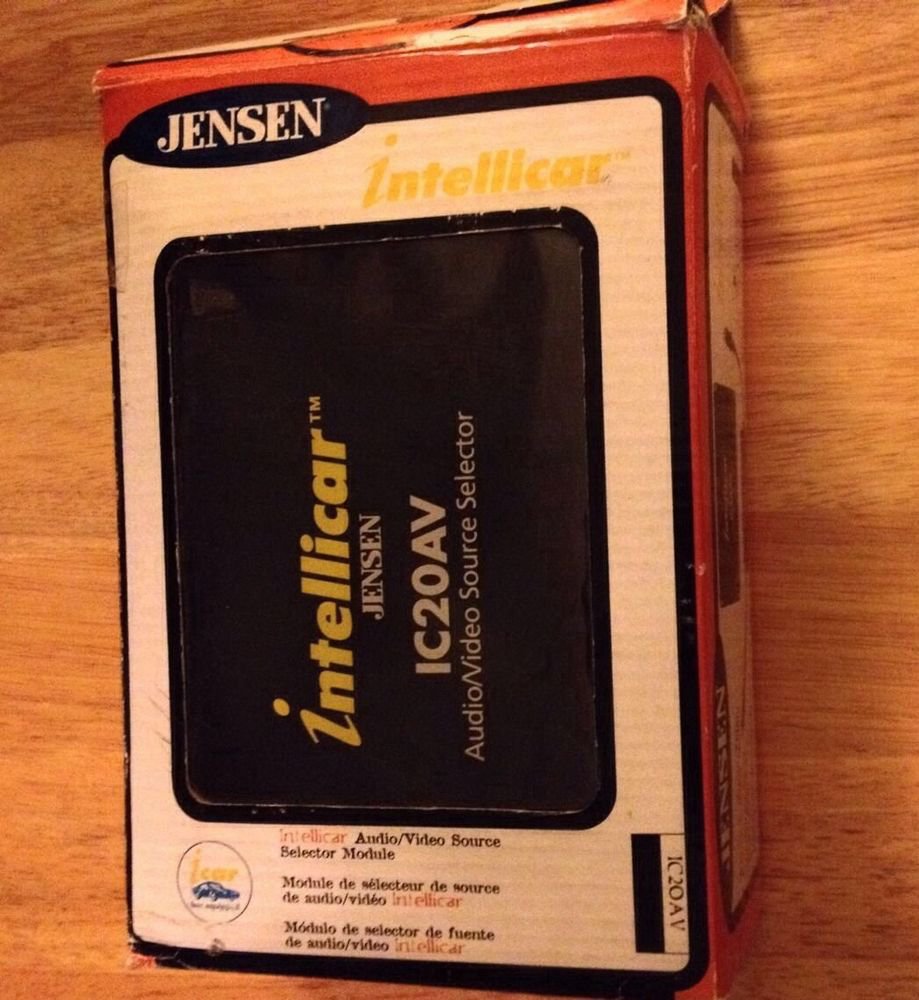 JENSEN
intellicar™
intellicar™
JENSEN
IC20AV
Audio/Video Source Selector
Intellicar Audio/Video Source
Selector Module
Module de sélecteur de source
de audio/vidéo Intellicar
Módulo de selector de fuente
de audio/video Intellicar
icar
IC20AV
JENSEN